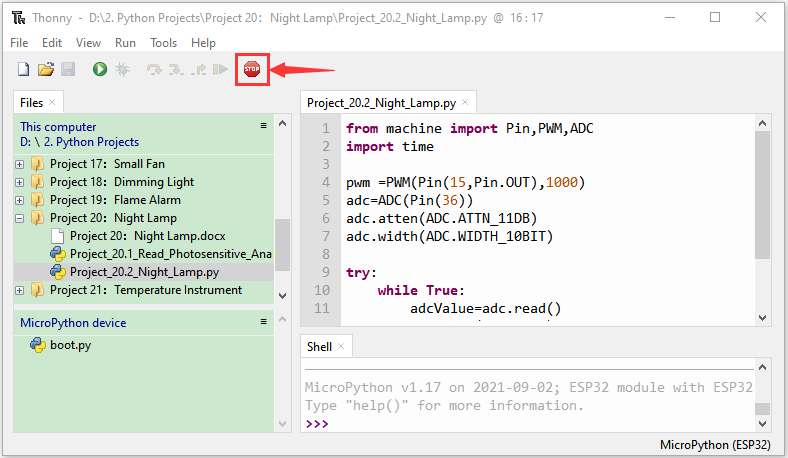 Thonny - D:\2. Python Projects\Project 20：Night Lamp\Project_20.2_Night_Lamp.py @ 16:17
File Edit View Run Tools Help
STOP
Files
Project_20.2_Night_Lamp.py
This computer
D: \ 2. Python Projects
Project 17：Small Fan
Project 18：Dimming Light
Project 19：Flame Alarm
Project 20：Night Lamp
Project 20：Night Lamp.docx
Project_20.1_Read_Photosensitive_Ana
Project_20.2_Night_Lamp.py
Project 21：Temperature Instrument
MicroPython device
boot.py
1 from machine import Pin,PWM,ADC
2 import time
3
4 pwm =PWM(Pin(15,Pin.OUT),1000)
5 adc=ADC(Pin(36))
6 adc.atten(ADC.ATTN_11DB)
7 adc.width(ADC.WIDTH_10BIT)
8
9 try:
10 while True:
11 adcValue=adc.read()
Shell
MicroPython v1.17 on 2021-09-02; ESP32 module with ESP32
Type "help()" for more information.
>>>
MicroPython (ESP32)